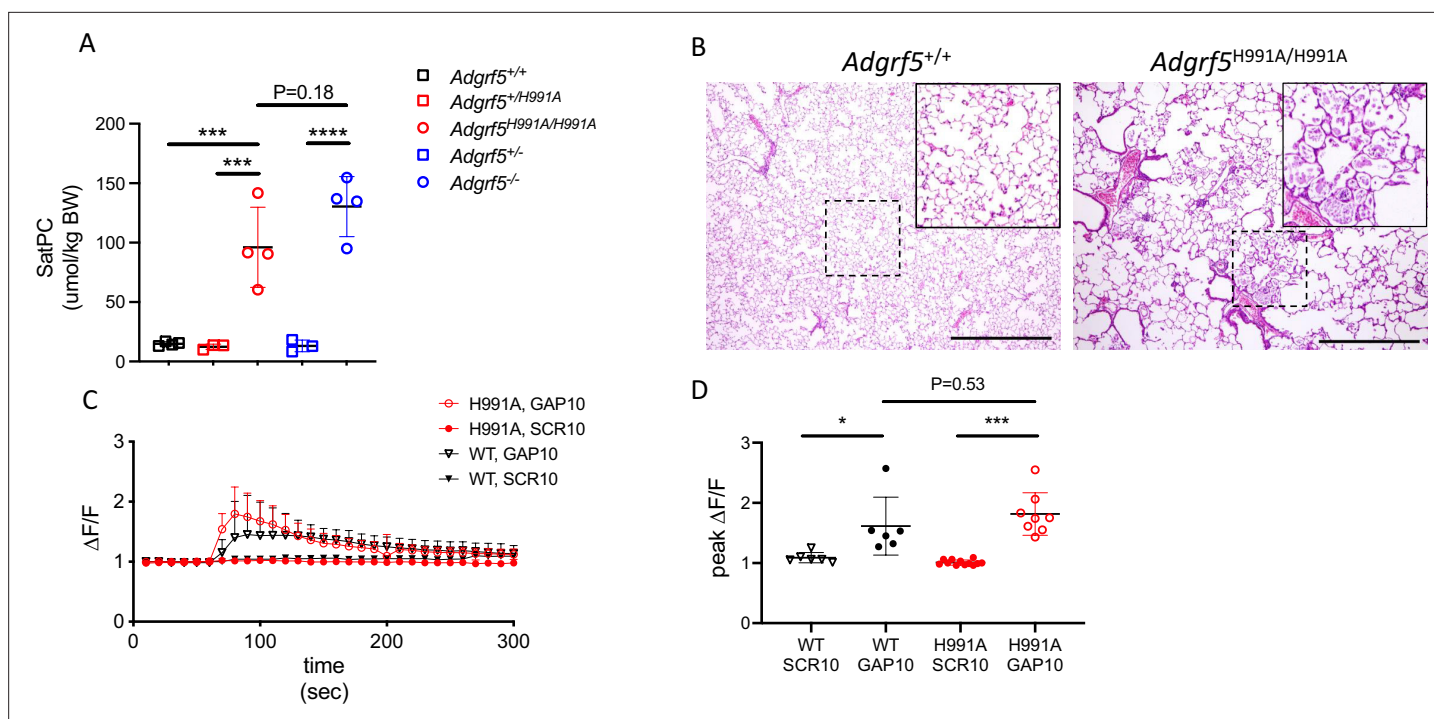 A
P=0.18
***
****
***
200
150
100
50
0
SatPC
(umol/kg BW)
Adgrf5+/+
Adgrf5+/H991A
Adgrf5H991A/H991A
Adgrf5+/-
Adgrf5-/-
B
Adgrf5+/+
Adgrf5H991A/H991A
C
H991A, GAP10
H991A, SCR10
WT, GAP10
WT, SCR10
3
2
1
0
ΔF/F
0
100
200
300
time
(sec)
D
P=0.53
*
***
3
2
1
0
peak ΔF/F
WT
SCR10
WT
GAP10
H991A
SCR10
H991A
GAP10